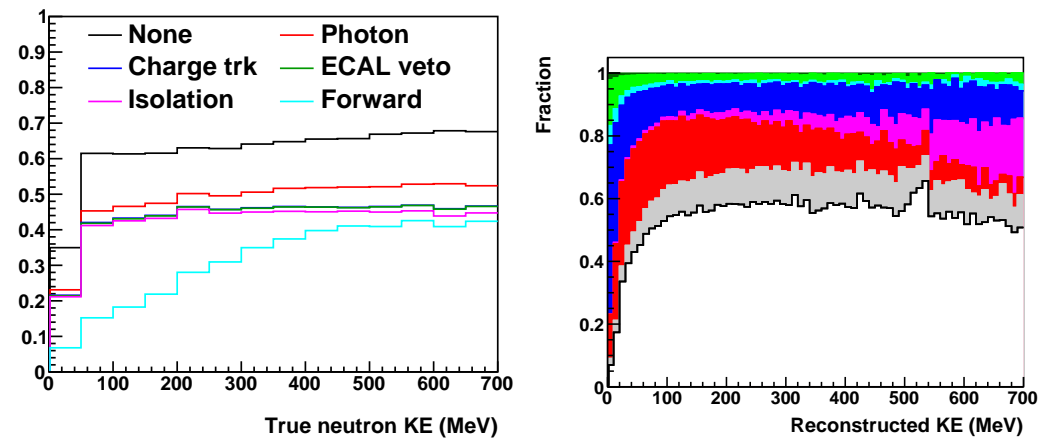 1
0.9
0.8
0.7
0.6
0.5
0.4
0.3
0.2
0.1
0
None Photon
Charge trk ECAL veto
Isolation Forward
0 100 200 300 400 500 600 700
True neutron KE (MeV)
Fraction
1
0.8
0.6
0.4
0.2
0
0 100 200 300 400 500 600 700
Reconstructed KE (MeV)